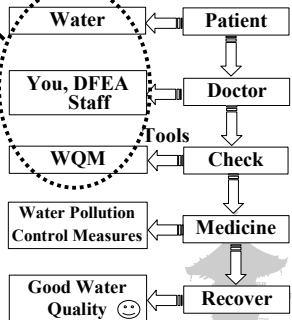 Water
Patient
You, DFEA
Staff
Doctor
Tools
WQM
Check
Water Pollution
Control Measures
Medicine
Good Water
Quality
Recover